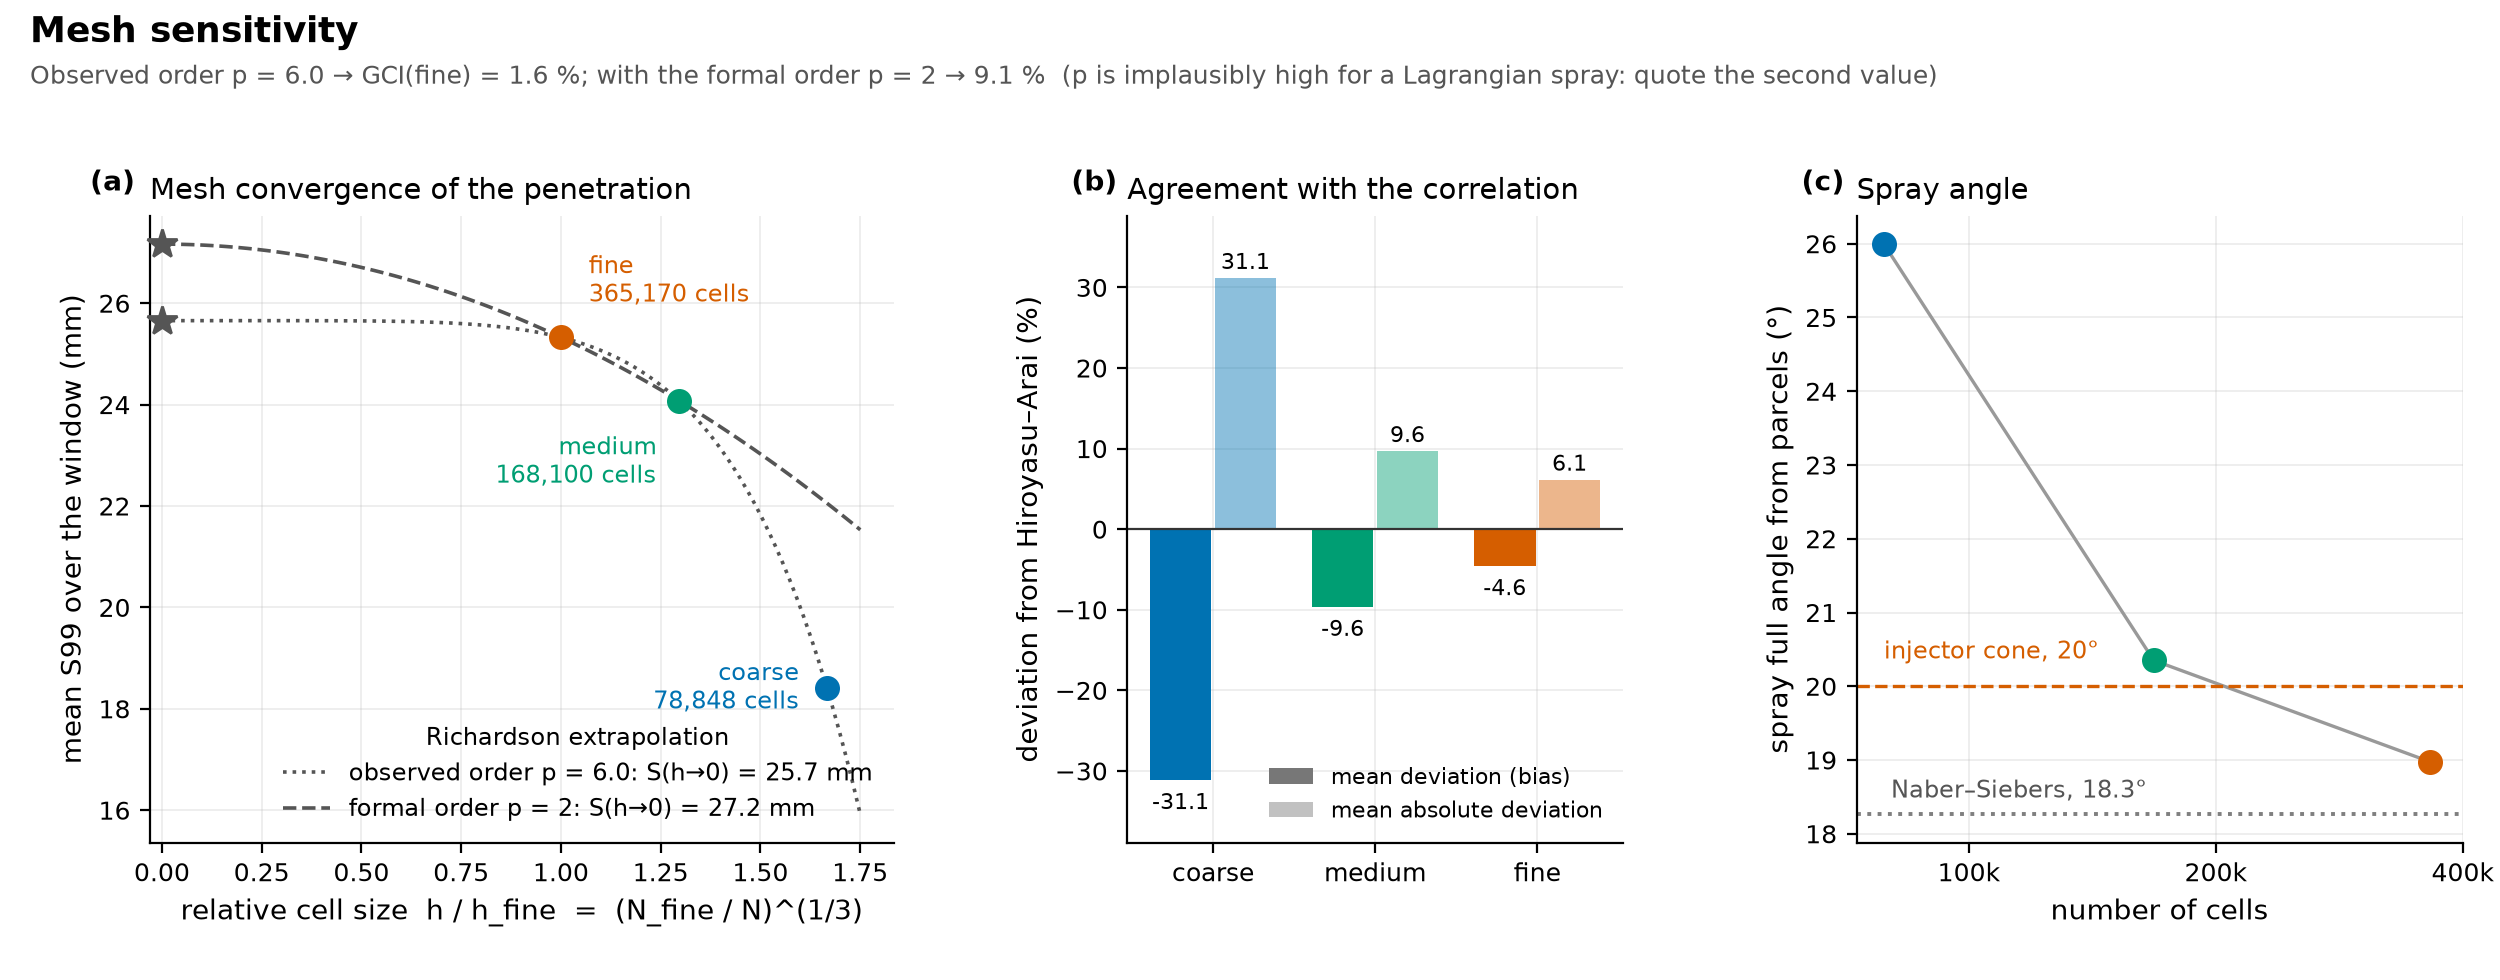 Mesh sensitivity
Observed order p = 6.0 → GCI(fine) = 1.6 %; with the formal order p = 2 → 9.1 %  (p is implausibly high for a Lagrangian spray: quote the second value)
(a) Mesh convergence of the penetration
mean S99 over the window (mm)
26
24
22
20
18
16
fine
365,170 cells
medium
168,100 cells
coarse
78,848 cells
Richardson extrapolation
observed order p = 6.0: S(h→0) = 25.7 mm
formal order p = 2: S(h→0) = 27.2 mm
0.00 0.25 0.50 0.75 1.00 1.25 1.50 1.75
relative cell size  h / h_fine  =  (N_fine / N)^(1/3)
(b) Agreement with the correlation
deviation from Hiroyasu–Arai (%)
30
20
10
0
−10
−20
−30
31.1
9.6
6.1
-4.6
-9.6
-31.1
mean deviation (bias)
mean absolute deviation
coarse medium fine
(c) Spray angle
spray full angle from parcels (°)
26
25
24
23
22
21
20
19
18
injector cone, 20°
Naber–Siebers, 18.3°
100k 200k 400k
number of cells